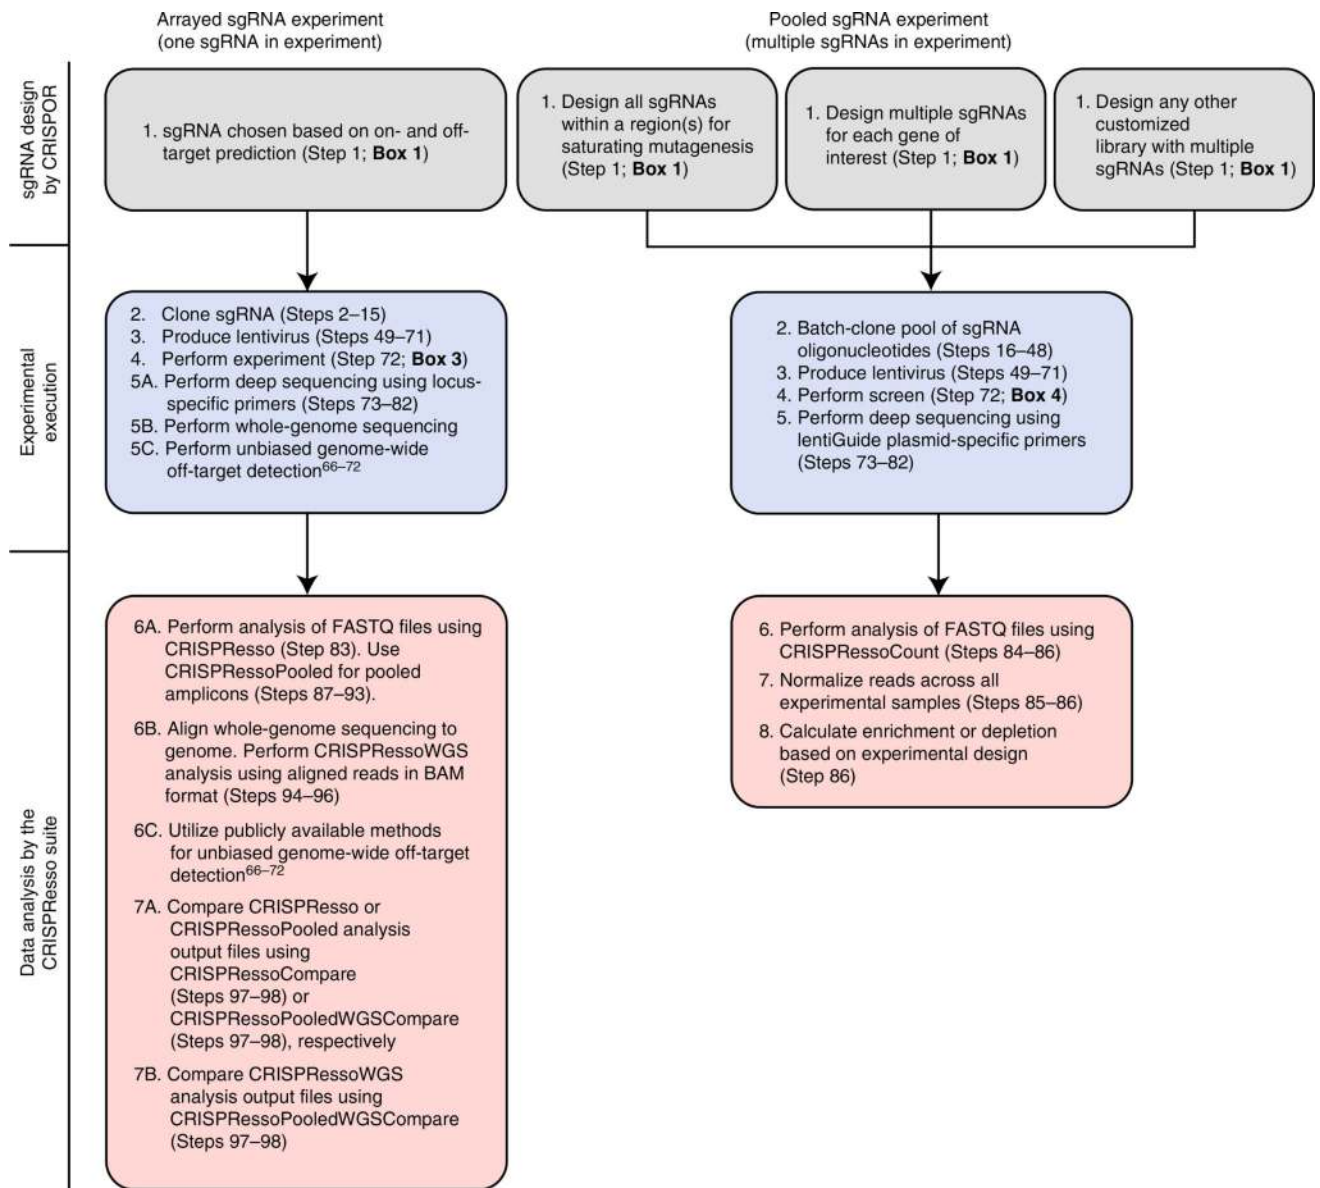 Arrayed sgRNA experiment
(one sgRNA in experiment)
Pooled sgRNA experiment
(multiple sgRNAs in experiment)
sgRNA design
by CRISPOR
1. sgRNA chosen based on on- and off-
target prediction (Step 1; Box 1)
1. Design all sgRNAs
within a region(s) for
saturating mutagenesis
(Step 1; Box 1)
1. Design multiple sgRNAs
for each gene of
interest (Step 1; Box 1)
1. Design any other
customized
library with multiple
sgRNAs (Step 1; Box 1)
Experimental
execution
2. Clone sgRNA (Steps 2–15)
3. Produce lentivirus (Steps 49–71)
4. Perform experiment (Step 72; Box 3)
5A. Perform deep sequencing using locus-
specific primers (Steps 73–82)
5B. Perform whole-genome sequencing
5C. Perform unbiased genome-wide
off-target detection66–72
2. Batch-clone pool of sgRNA
oligonucleotides (Steps 16–48)
3. Produce lentivirus (Steps 49–71)
4. Perform screen (Step 72; Box 4)
5. Perform deep sequencing using
lentiGuide plasmid-specific primers
(Steps 73–82)
Data analysis by the
CRISPResso suite
6A. Perform analysis of FASTQ files using
CRISPResso (Step 83). Use
CRISPRessoPooled for pooled
amplicons (Steps 87–93).
6B. Align whole-genome sequencing to
genome. Perform CRISPRessoWGS
analysis using aligned reads in BAM
format (Steps 94–96)
6C. Utilize publicly available methods
for unbiased genome-wide off-target
detection66–72
7A. Compare CRISPResso or
CRISPRessoPooled analysis
output files using
CRISPRessoCompare
(Steps 97–98) or
CRISPRessoPooledWGSCompare
(Steps 97–98), respectively
7B. Compare CRISPRessoWGS
analysis output files using
CRISPRessoPooledWGSCompare
(Steps 97–98)
6. Perform analysis of FASTQ files using
CRISPRessoCount (Steps 84–86)
7. Normalize reads across all
experimental samples (Steps 85–86)
8. Calculate enrichment or depletion
based on experimental design
(Step 86)